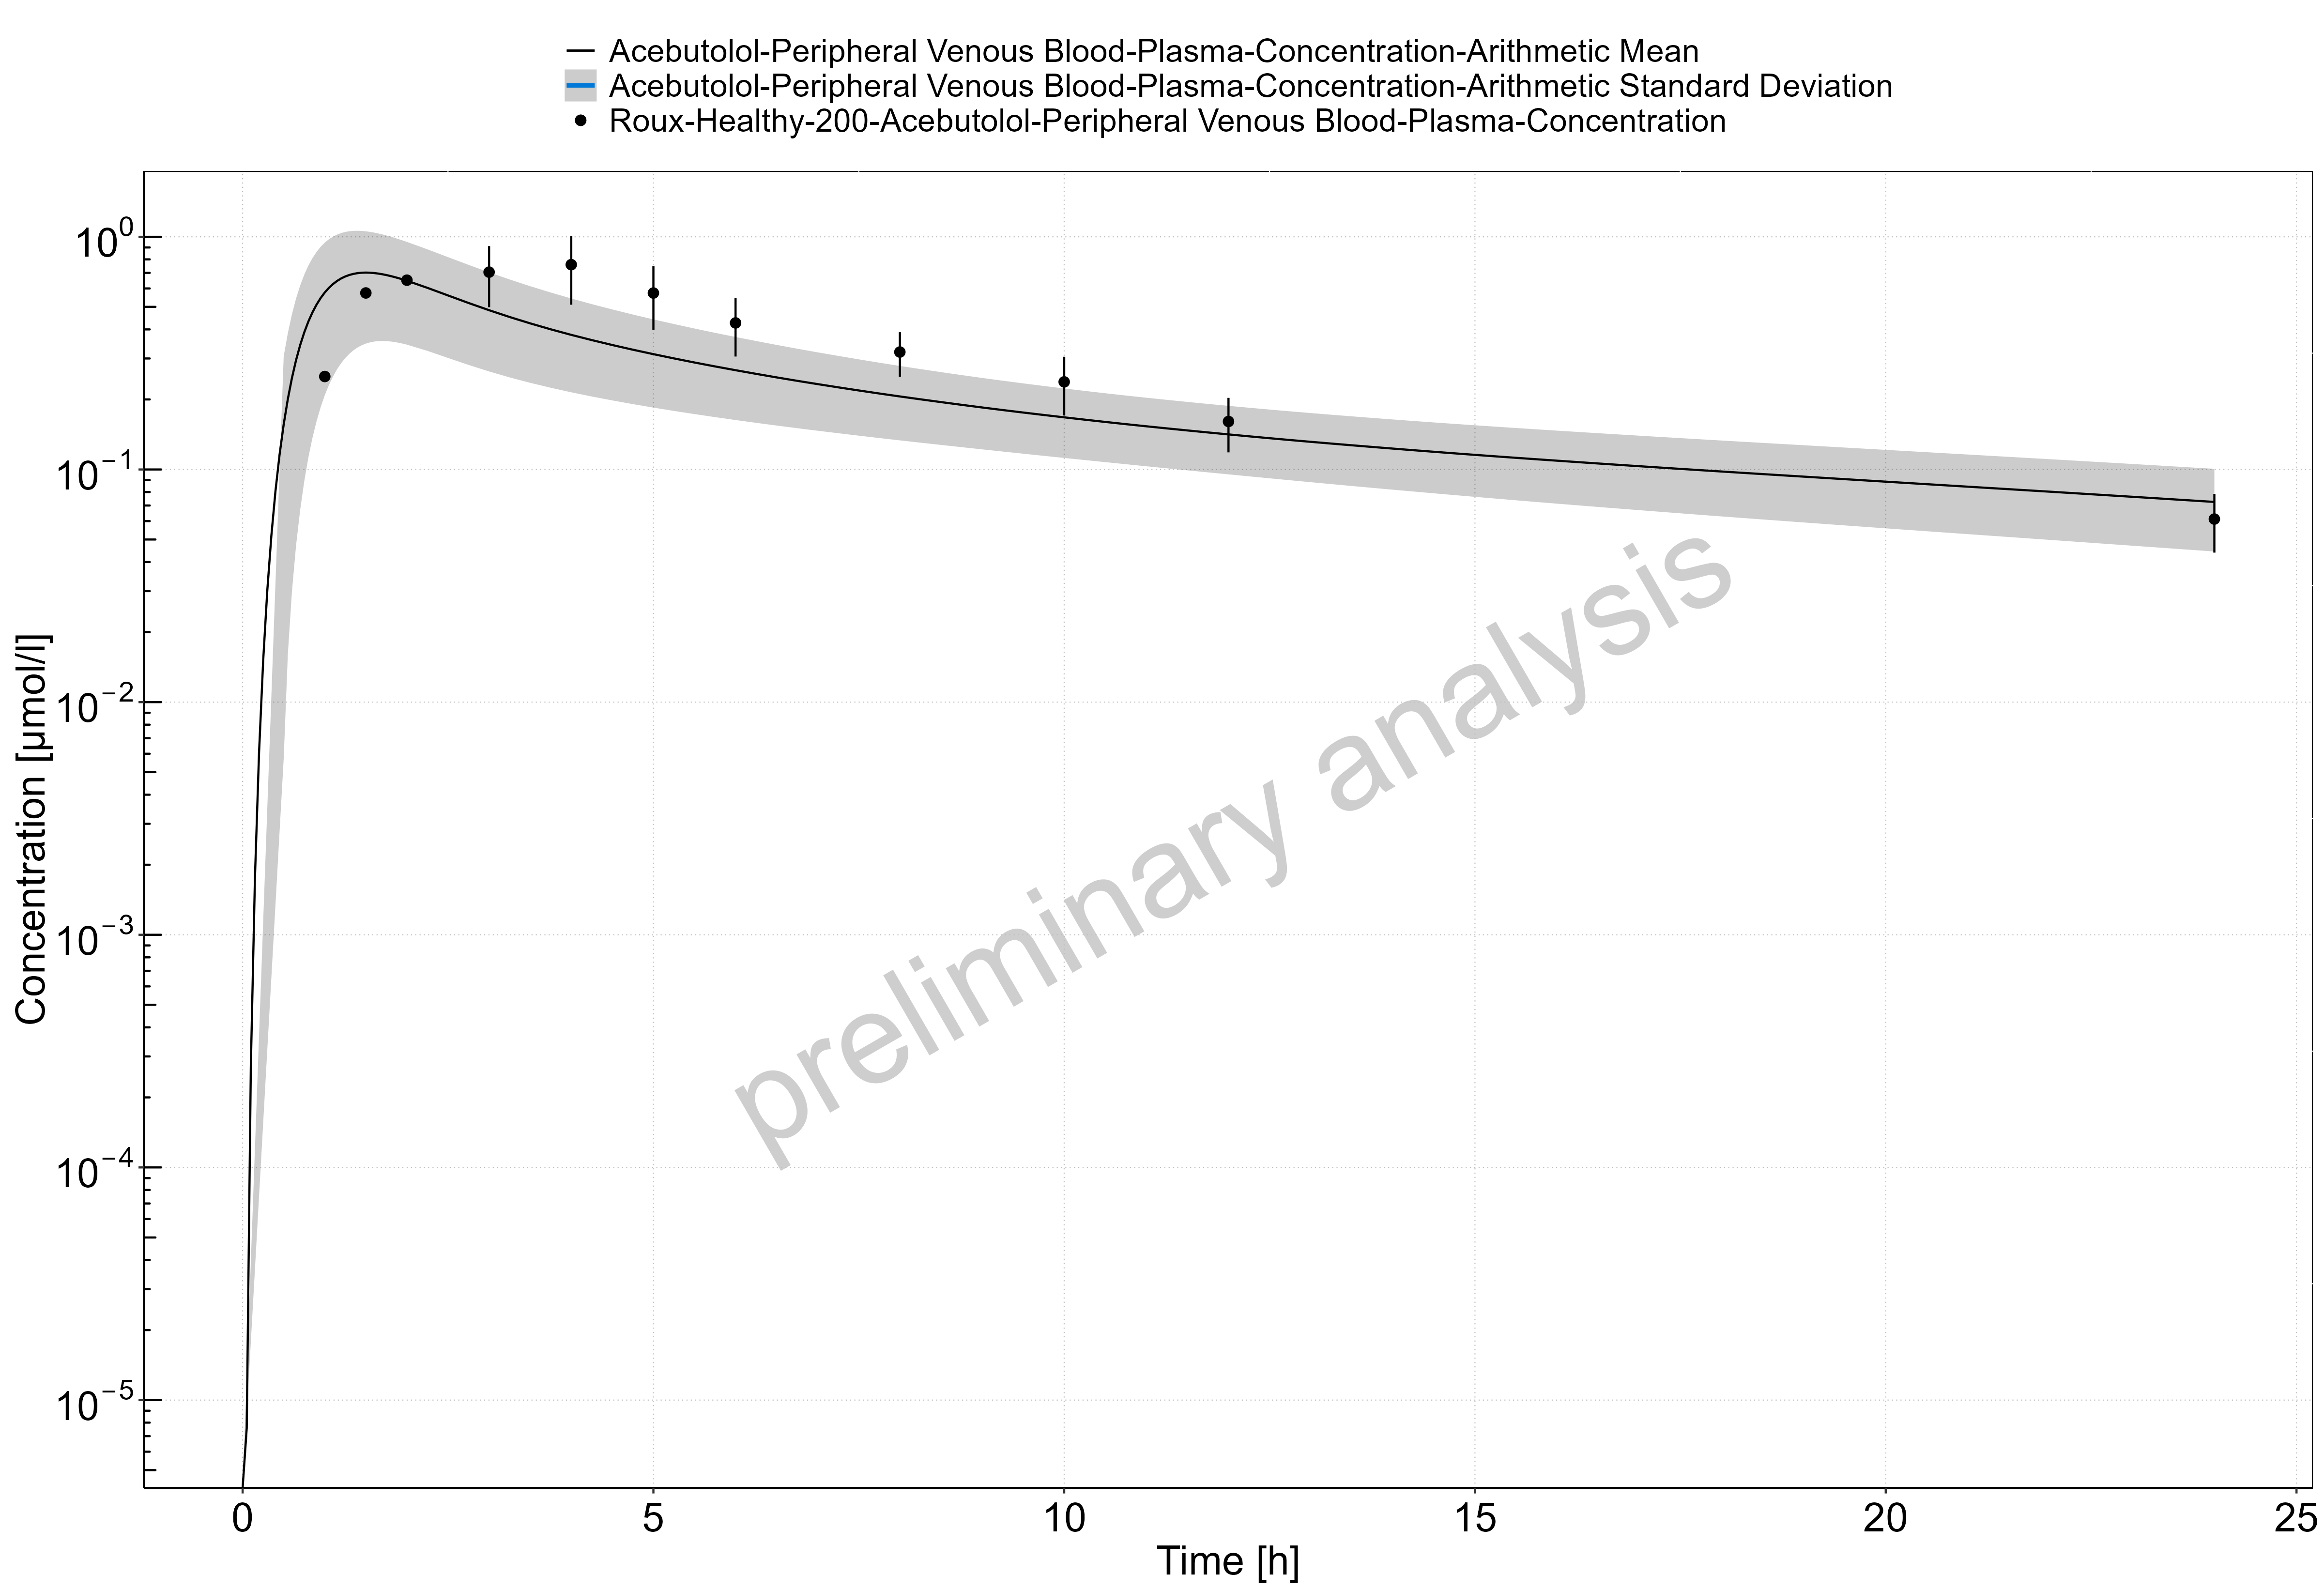 Acebutolol-Peripheral Venous Blood-Plasma-Concentration-Arithmetic Mean
Acebutolol-Peripheral Venous Blood-Plasma-Concentration-Arithmetic Standard Deviation
Roux-Healthy-200-Acebutolol-Peripheral Venous Blood-Plasma-Concentration
10⁰
10⁻¹
10⁻²
10⁻³
10⁻⁴
10⁻⁵
Concentration [µmol/l]
preliminary analysis
0 5 10 15 20 25
Time [h]